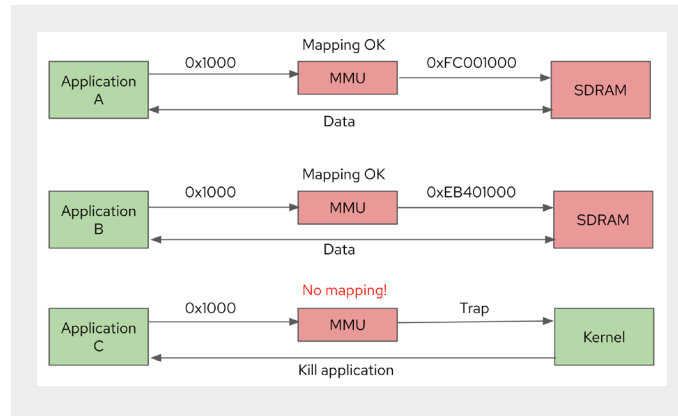 Mapping OK
0x1000
0xFC001000
Application
A
MMU
SDRAM
Data
Mapping OK
0x1000
0xEB401000
Application
B
MMU
SDRAM
Data
No mapping!
0x1000
Trap
Application
C
MMU
Kernel
Kill application